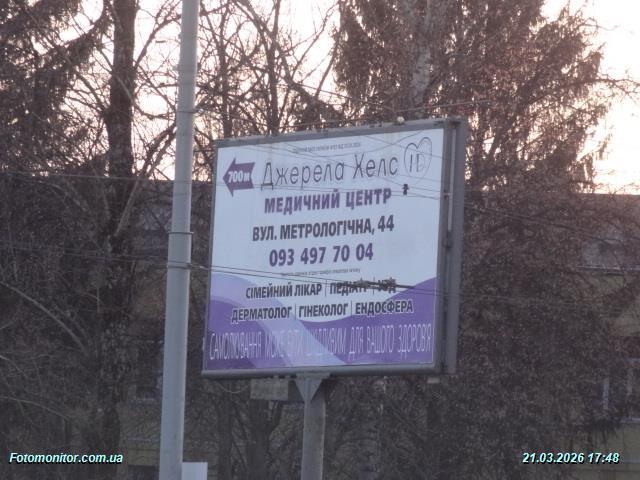 700м
Джерела Хелс
МЕДИЧНИЙ ЦЕНТР
ВУЛ. МЕТРОЛОГІЧНА, 44
093 497 70 04
СІМЕЙНИЙ ЛІКАР | ПЕДІАТР | УЗД
ДЕРМАТОЛОГ | ГІНЕКОЛОГ | ЕНДОСФЕРА
САМОЛІКУВАННЯ МОЖЕ БУТИ ШКІДЛИВИМ ДЛЯ ВАШОГО ЗДОРОВ'Я
Fotomonitor.com.ua
21.03.2026 17:48